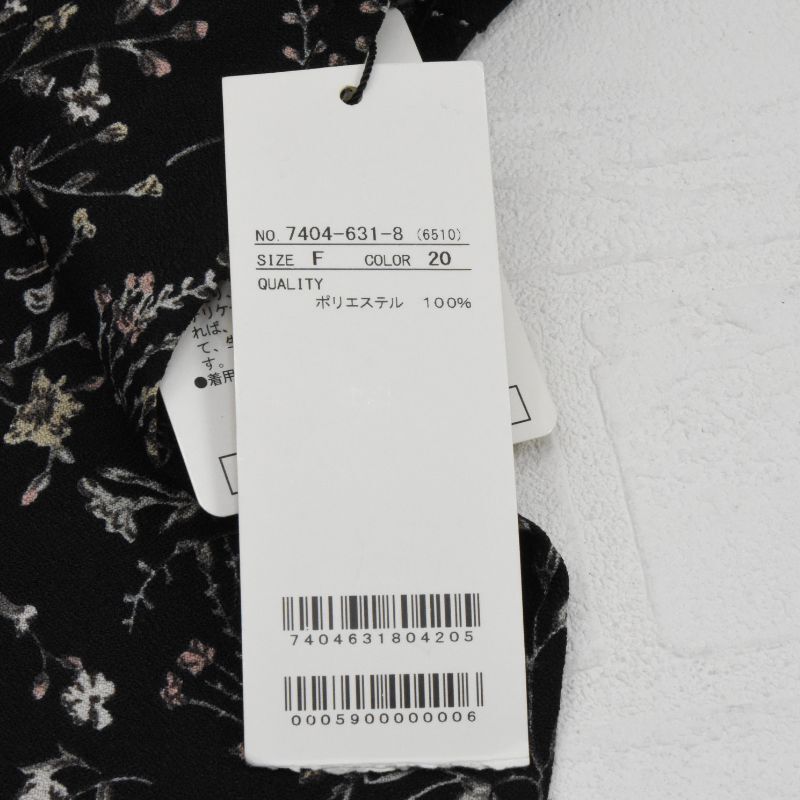 NO. 7404-631-8 (6510)
SIZE F COLOR 20
QUALITY
ポリエステル 100%
れば、
て、
す。
●着用
7404631804205
0005900000006